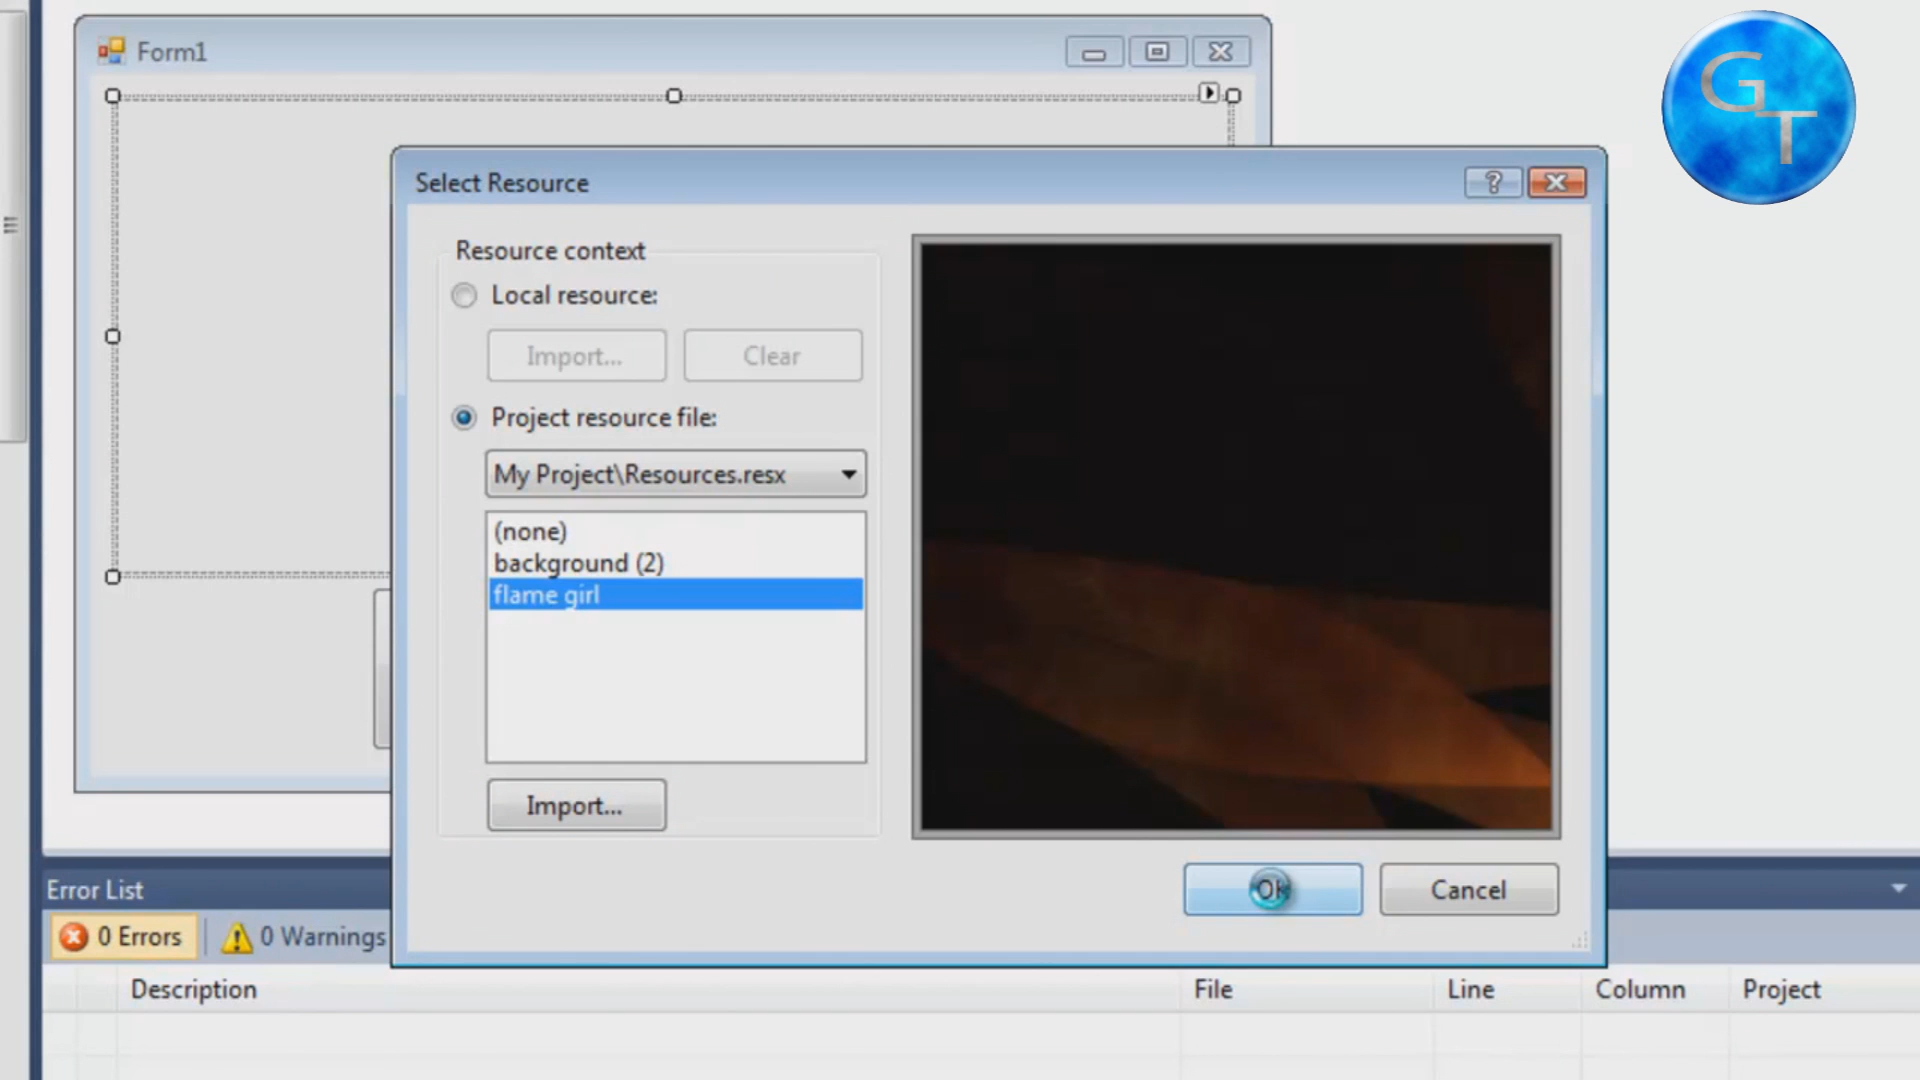 Form1
GT
Select Resource
Resource context
Local resource:
Import...
Clear
Project resource file:
My Project\Resources.resx
(none)
background (2)
flame girl
Import...
OK
Cancel
Error List
0 Errors
0 Warnings
Description
File
Line
Column
Project